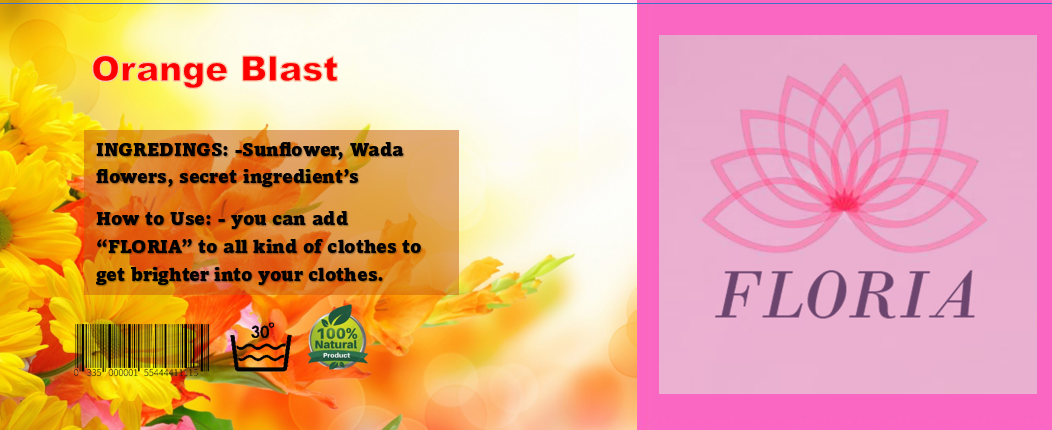 Orange Blast
INGREDINGS: -Sunflower, Wada
flowers, secret ingredient’s
How to Use: - you can add
“FLORIA” to all kind of clothes to
get brighter into your clothes.
30°
100%
Natural
Product
FLORIA